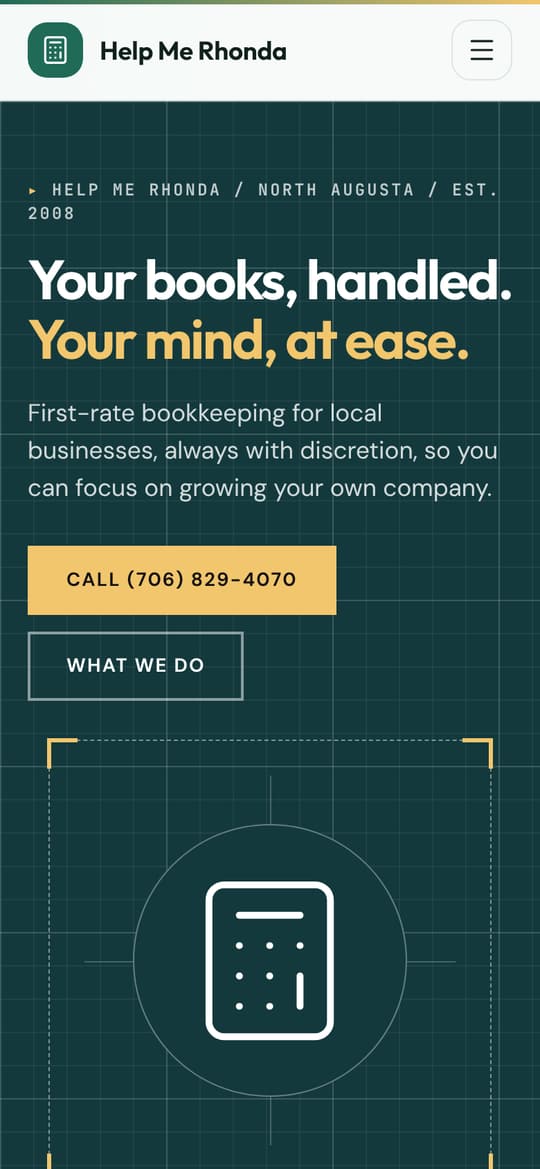 Help Me Rhonda
▸ HELP ME RHONDA / NORTH AUGUSTA / EST.
2008
Your books, handled.
Your mind, at ease.
First-rate bookkeeping for local
businesses, always with discretion, so you
can focus on growing your own company.
CALL (706) 829-4070
WHAT WE DO